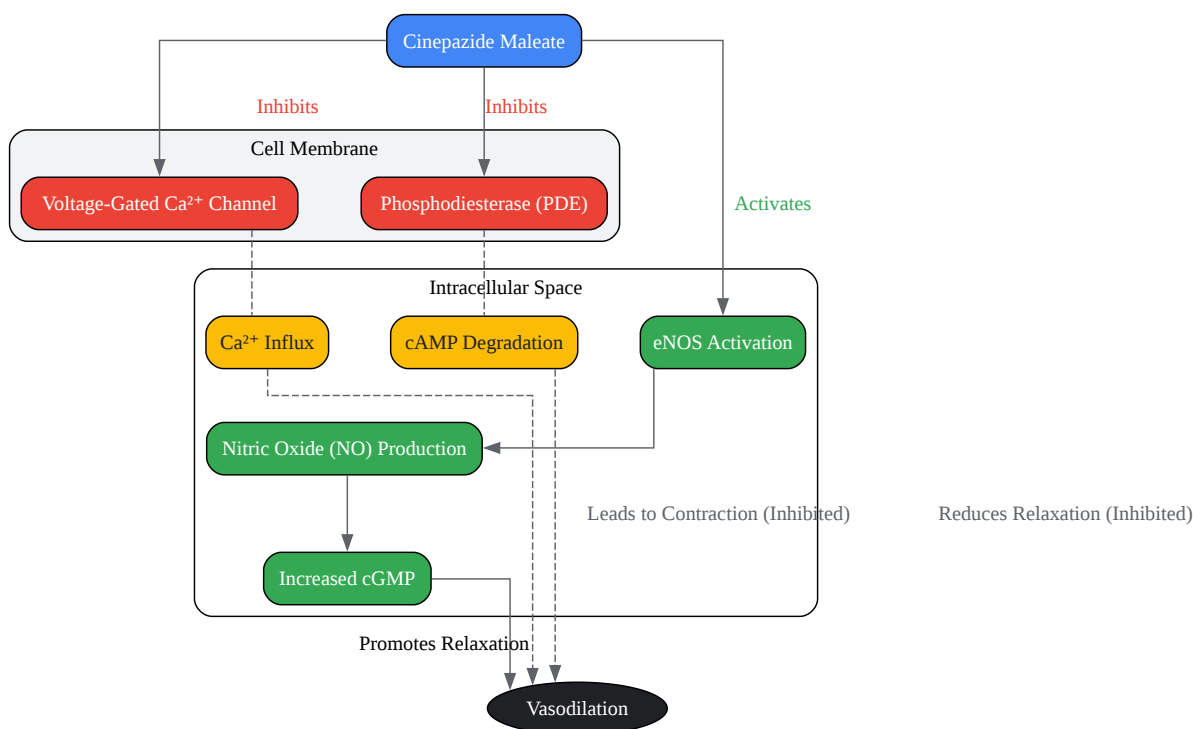 Cinepazide Maleate
Inhibits
Inhibits
Cell Membrane
Voltage-Gated Ca²⁺ Channel
Phosphodiesterase (PDE)
Activates
Intracellular Space
Ca²⁺ Influx
cAMP Degradation
eNOS Activation
Nitric Oxide (NO) Production
Leads to Contraction (Inhibited)
Reduces Relaxation (Inhibited)
Increased cGMP
Promotes Relaxation
Vasodilation